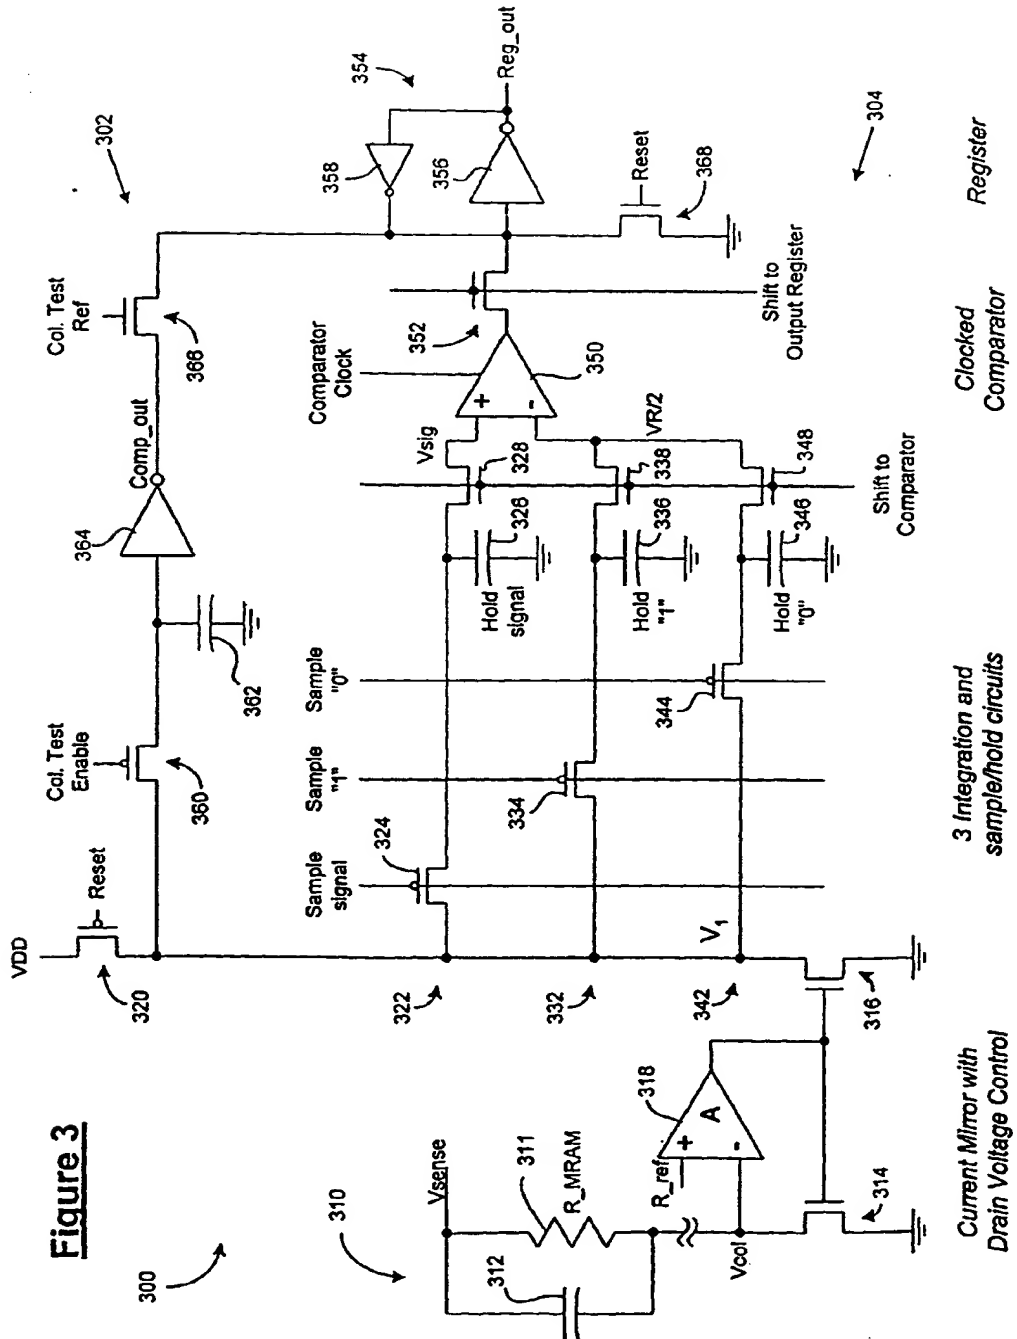 Figure 3
300
310
302
304
VDD
Reset
320
Col. Test
Enable
360
362
364
Comp_out
Col. Test
Ref
366
354
358
356
Reg_out
Reset
368
Sample
signal
324
Sample
"1"
334
Sample
"0"
344
322
332
342
V1
Hold
signal
326
Hold
"1"
336
Hold
"0"
346
Vsig
328
338
348
VR/2
Shift to
Comparator
Comparator
Clock
+
-
350
352
Shift to
Output Register
Vsense
311
R_MRAM
312
R_ref
+
-
A
318
Vcol
314
316
Current Mirror with
Drain Voltage Control
3 Integration and
sample/hold circuits
Clocked
Comparator
Register